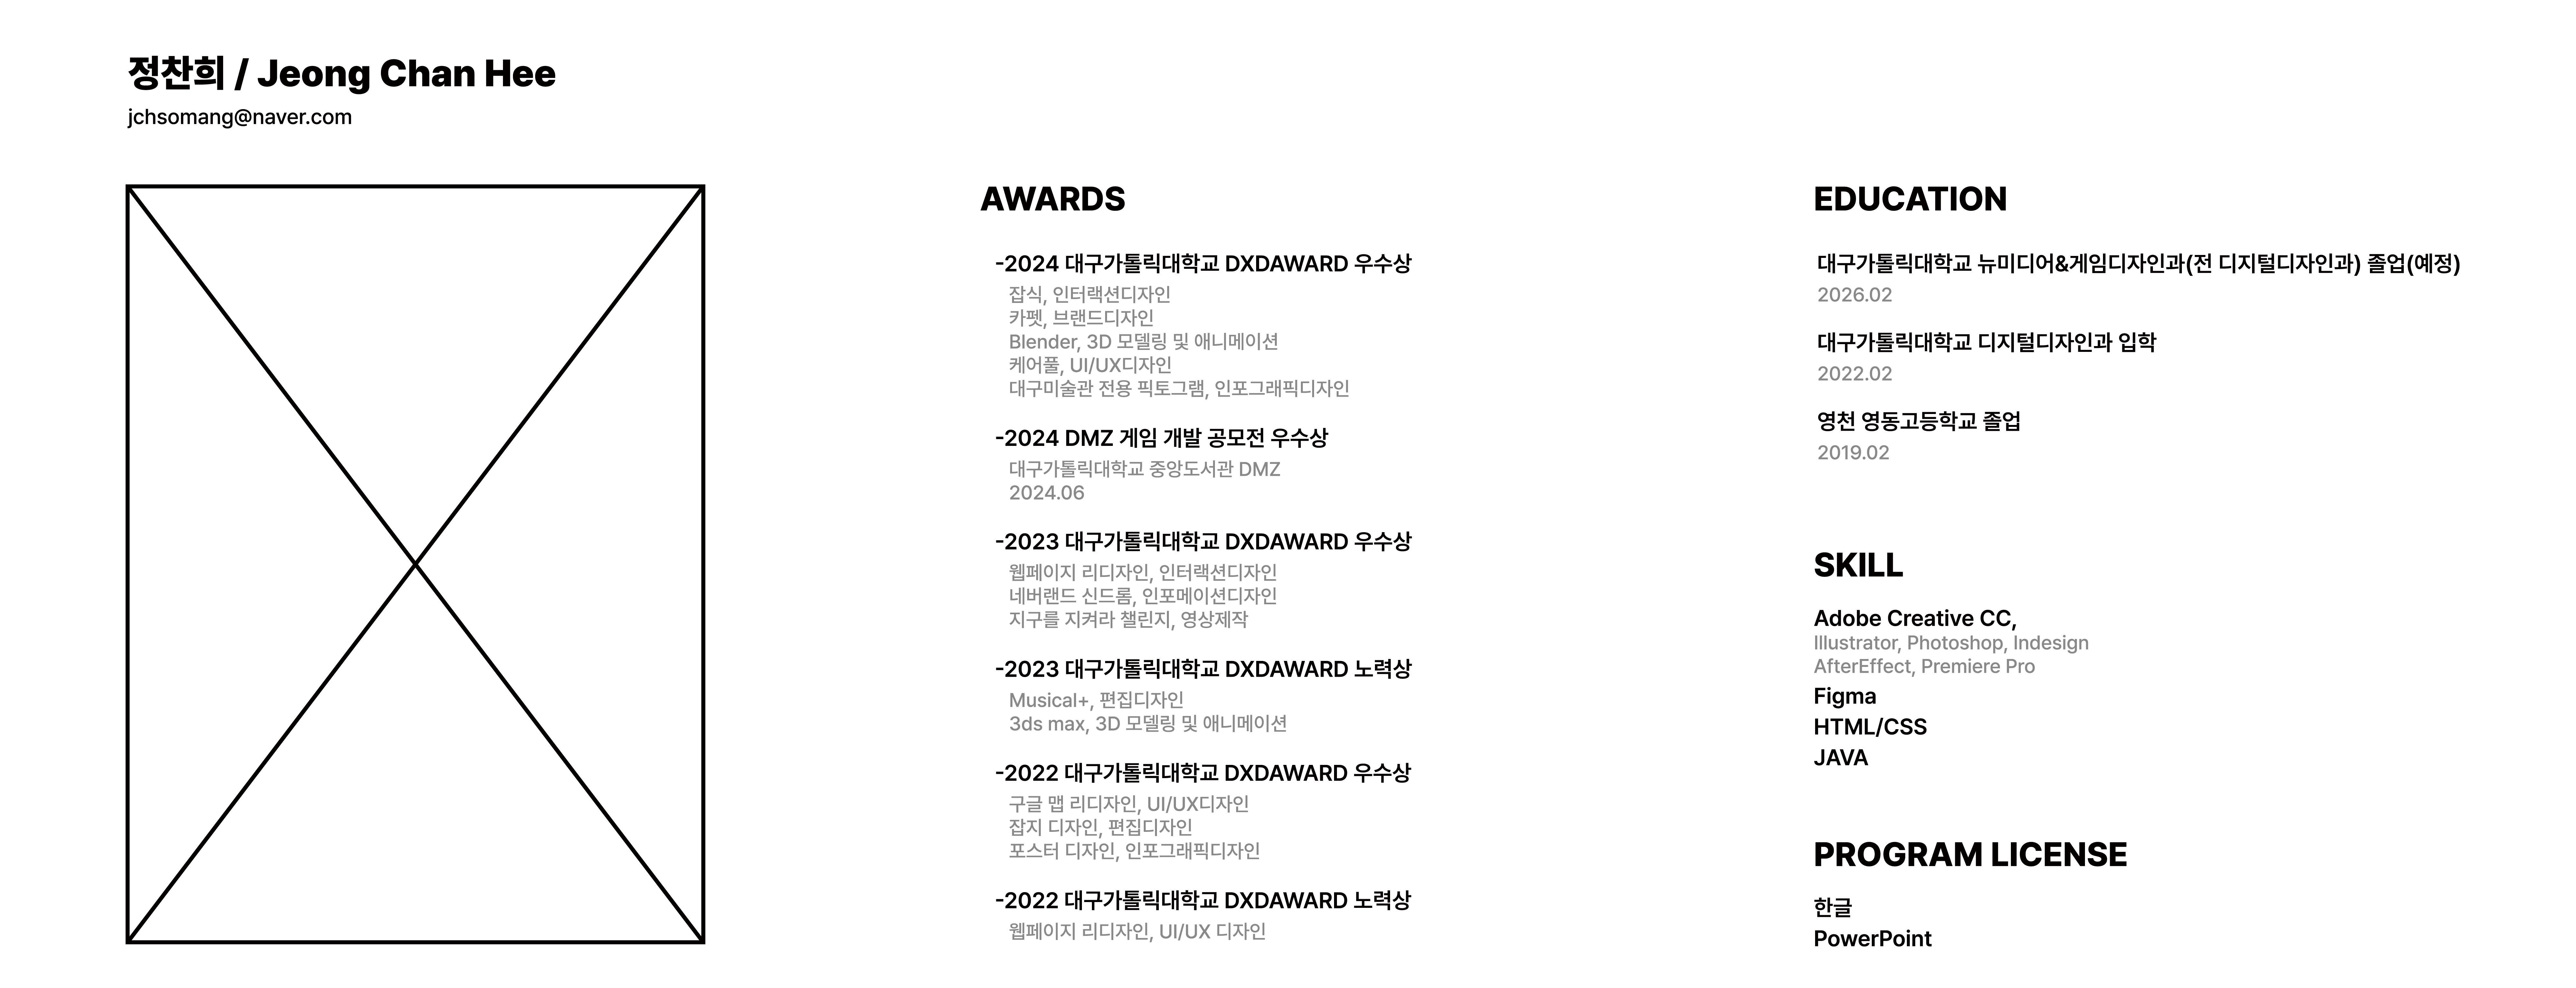 정찬희 / Jeong Chan Hee
jchsomang@naver.com
AWARDS
-2024 대구가톨릭대학교 DXDAWARD 우수상
잡식, 인터랙션디자인
카펫, 브랜드디자인
Blender, 3D 모델링 및 애니메이션
케어풀, UI/UX디자인
대구미술관 전용 픽토그램, 인포그래픽디자인
-2024 DMZ 게임 개발 공모전 우수상
대구가톨릭대학교 중앙도서관 DMZ
2024.06
-2023 대구가톨릭대학교 DXDAWARD 우수상
웹페이지 리디자인, 인터랙션디자인
네버랜드 신드롬, 인포메이션디자인
지구를 지켜라 챌린지, 영상제작
-2023 대구가톨릭대학교 DXDAWARD 노력상
Musical+, 편집디자인
3ds max, 3D 모델링 및 애니메이션
-2022 대구가톨릭대학교 DXDAWARD 우수상
구글 맵 리디자인, UI/UX디자인
잡지 디자인, 편집디자인
포스터 디자인, 인포그래픽디자인
-2022 대구가톨릭대학교 DXDAWARD 노력상
웹페이지 리디자인, UI/UX 디자인
EDUCATION
대구가톨릭대학교 뉴미디어&게임디자인과(전 디지털디자인과) 졸업(예정)
2026.02
대구가톨릭대학교 디지털디자인과 입학
2022.02
영천 영동고등학교 졸업
2019.02
SKILL
Adobe Creative CC,
Illustrator, Photoshop, Indesign
AfterEffect, Premiere Pro
Figma
HTML/CSS
JAVA
PROGRAM LICENSE
한글
PowerPoint